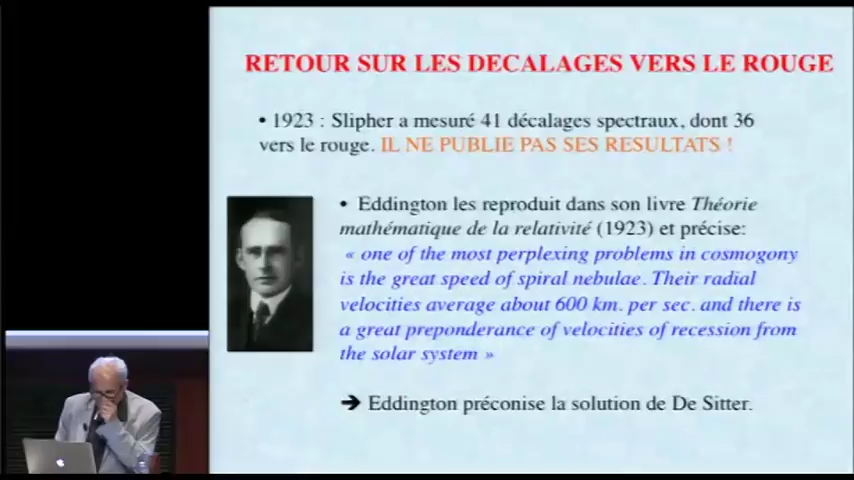 RETOUR SUR LES DECALAGES VERS LE ROUGE
• 1923 : Slipher a mesuré 41 décalages spectraux, dont 36
vers le rouge. IL NE PUBLIE PAS SES RESULTATS !
• Eddington les reproduit dans son livre Théorie
mathématique de la relativité (1923) et précise:
« one of the most perplexing problems in cosmogony
is the great speed of spiral nebulae. Their radial
velocities average about 600 km. per sec. and there is
a great preponderance of velocities of recession from
the solar system »
➔ Eddington préconise la solution de De Sitter.